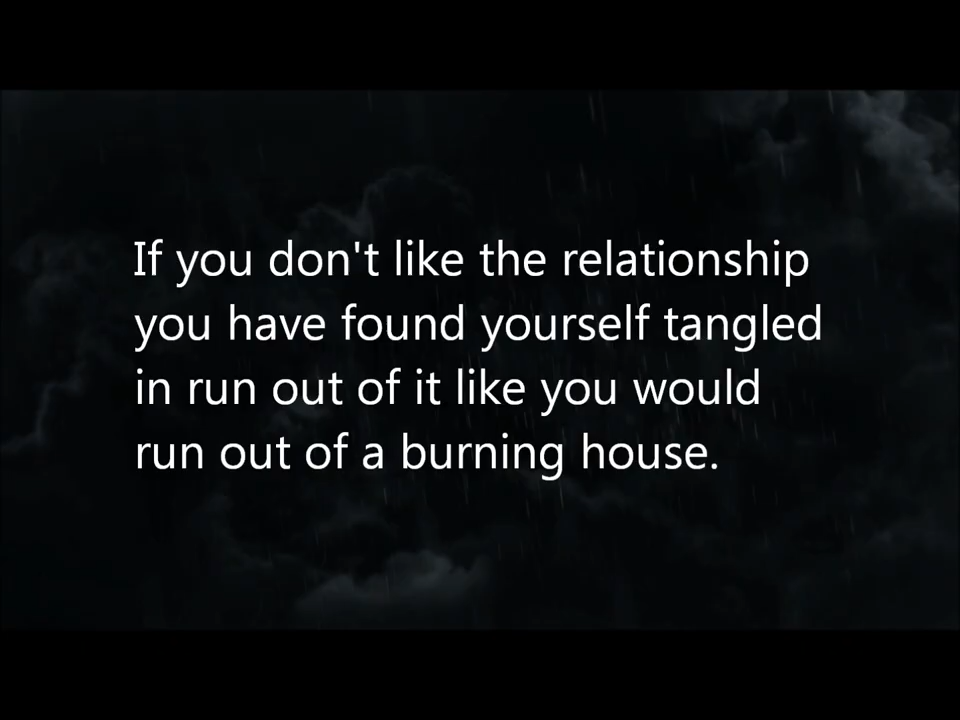 If you don't like the relationship
you have found yourself tangled
in run out of it like you would
run out of a burning house.